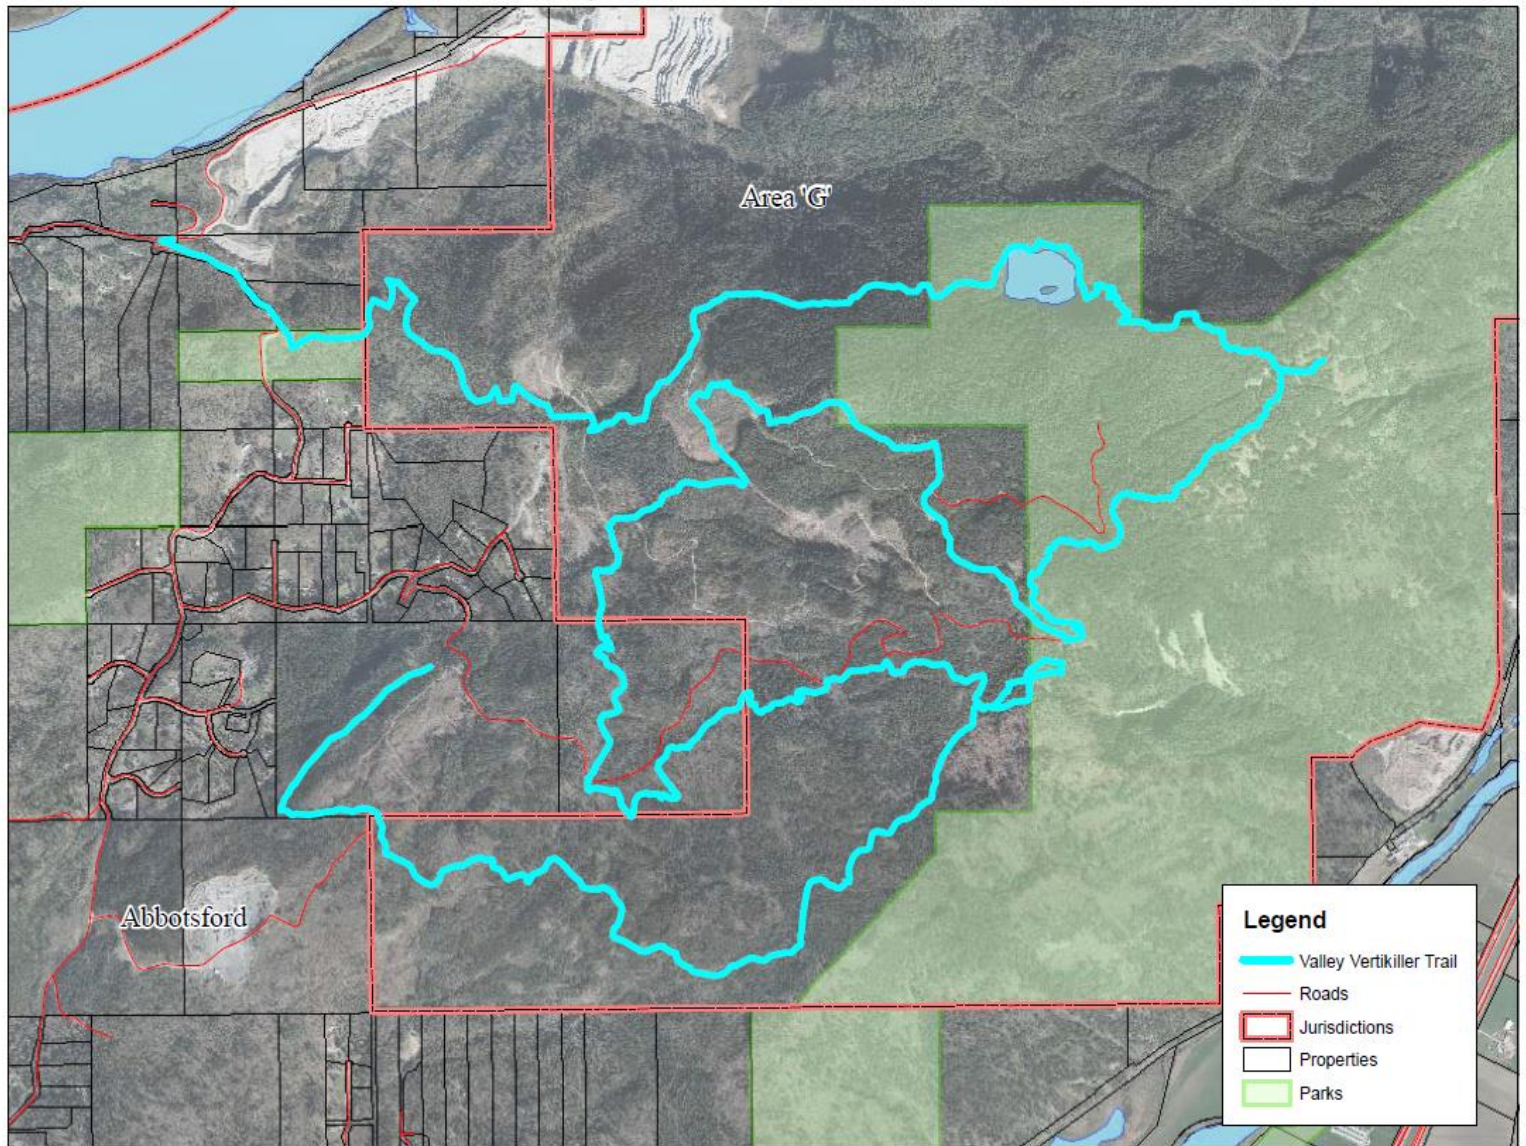 Area 'G'
Abbotsford
Legend
Valley Vertikiller Trail
Roads
Jurisdictions
Properties
Parks